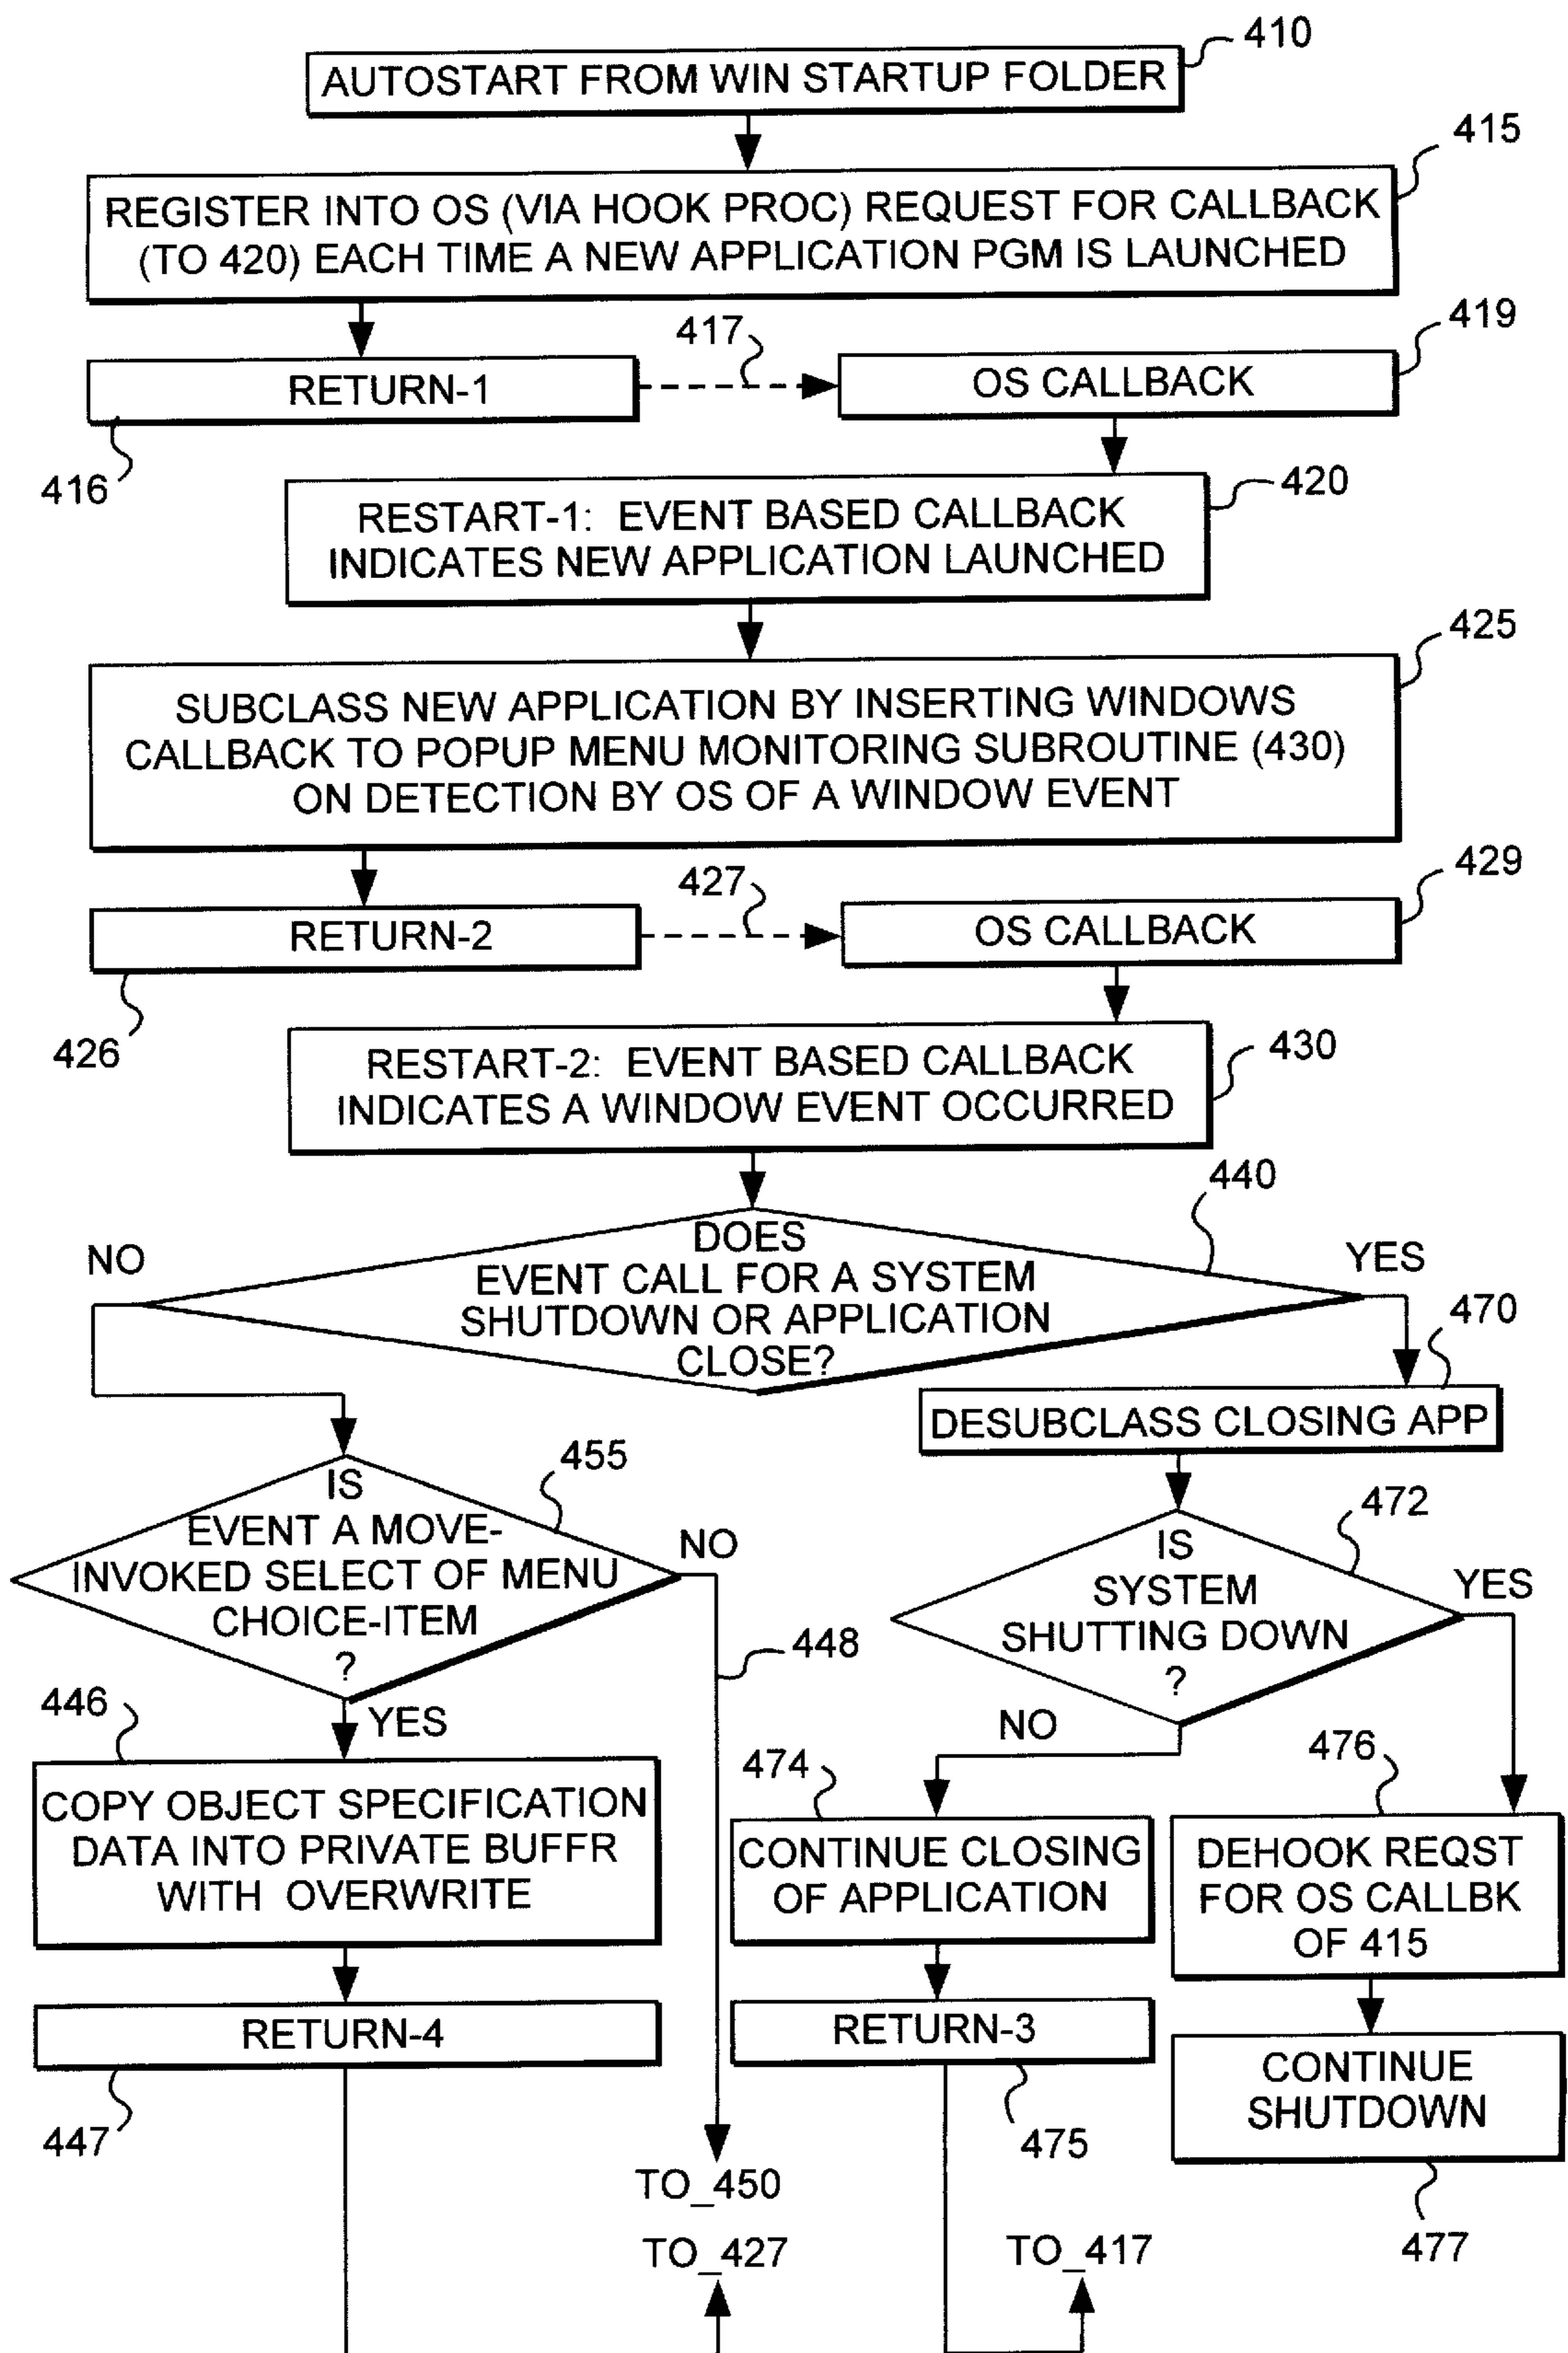 410
AUTOSTART FROM WIN STARTUP FOLDER
415
REGISTER INTO OS (VIA HOOK PROC) REQUEST FOR CALLBACK
(TO 420) EACH TIME A NEW APPLICATION PGM IS LAUNCHED
417
419
RETURN-1
OS CALLBACK
416
420
RESTART-1: EVENT BASED CALLBACK
INDICATES NEW APPLICATION LAUNCHED
425
SUBCLASS NEW APPLICATION BY INSERTING WINDOWS
CALLBACK TO POPUP MENU MONITORING SUBROUTINE (430)
ON DETECTION BY OS OF A WINDOW EVENT
427
429
RETURN-2
OS CALLBACK
426
430
RESTART-2: EVENT BASED CALLBACK
INDICATES A WINDOW EVENT OCCURRED
440
NO
YES
DOES
EVENT CALL FOR A SYSTEM
SHUTDOWN OR APPLICATION
CLOSE?
470
DESUBCLASS CLOSING APP
455
IS
EVENT A MOVE-
INVOKED SELECT OF MENU
CHOICE-ITEM
?
NO
472
IS
SYSTEM
SHUTTING DOWN
?
YES
448
446
YES
NO
474
476
COPY OBJECT SPECIFICATION
DATA INTO PRIVATE BUFFR
WITH OVERWRITE
CONTINUE CLOSING
OF APPLICATION
DEHOOK REQST
FOR OS CALLBK
OF 415
RETURN-4
RETURN-3
CONTINUE
SHUTDOWN
447
475
TO_450
TO_427
TO_417
477